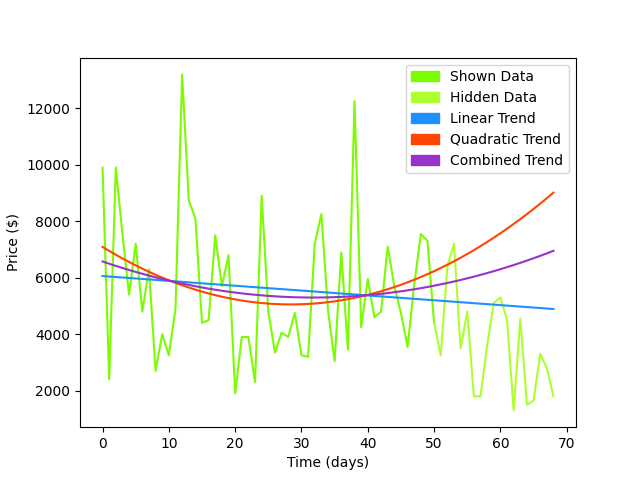 Shown Data
Hidden Data
Linear Trend
Quadratic Trend
Combined Trend
12000
10000
8000
6000
4000
2000
Price ($)
0 10 20 30 40 50 60 70
Time (days)